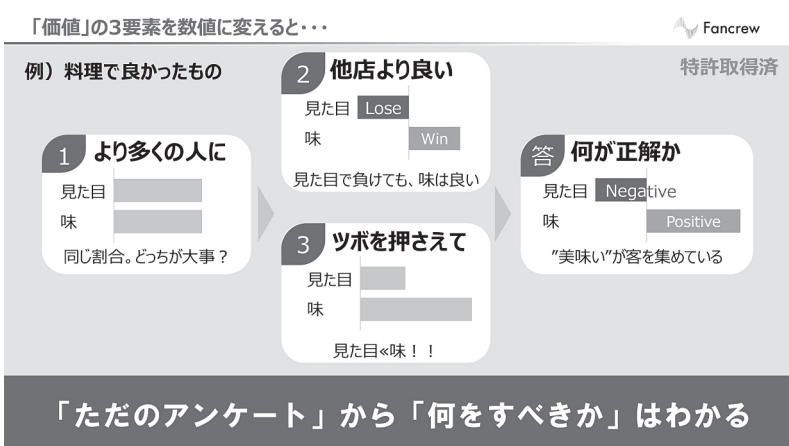 「価値」の3要素を数値に変えると・・・
Fancrew
例）料理で良かったもの
特許取得済
1 より多くの人に
見た目
味
同じ割合。どっちが大事？
2 他店より良い
見た目 Lose
味 Win
見た目で負けても、味は良い
3 ツボを押さえて
見た目
味
見た目≪味！！
答 何が正解か
見た目 Negative
味 Positive
”美味い”が客を集めている
「ただのアンケート」から「何をすべきか」はわかる